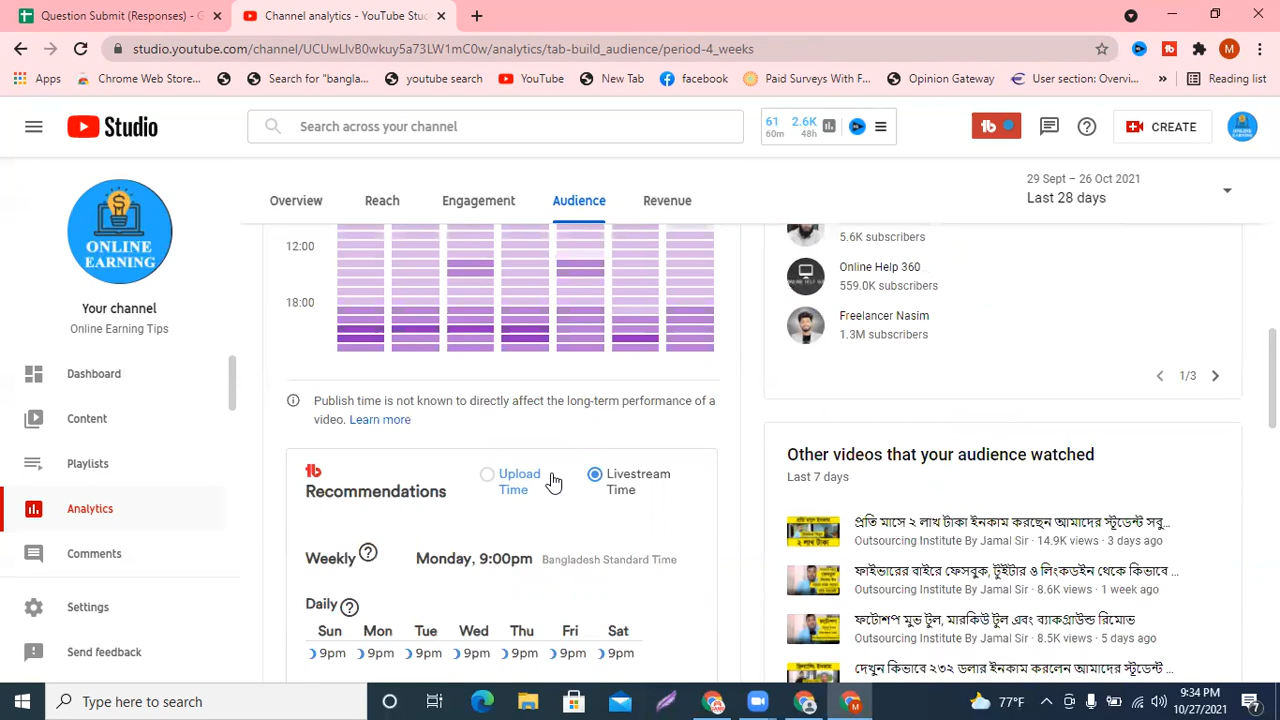 Question Submit (Responses) - G
Channel analytics - YouTube Stu
studio.youtube.com/channel/UCUwLlvB0wkuy5a73LW1mC0w/analytics/tab-build_audience/period-4_weeks
Apps
Chrome Web Store...
Search for "bangla...
youtube search
YouTube
New Tab
facebook
Paid Surveys With F...
Opinion Gateway
User section: Overvi...
Reading list
Studio
Search across your channel
61 2.6K
60m 48h
CREATE
Overview
Reach
Engagement
Audience
Revenue
29 Sept – 26 Oct 2021
Last 28 days
ONLINE
EARNING
Your channel
Online Earning Tips
Dashboard
Content
Playlists
Analytics
Comments
Settings
Send feedback
12:00
18:00
Publish time is not known to directly affect the long-term performance of a
video. Learn more
Recommendations
Upload
Time
Livestream
Time
Weekly
Monday, 9:00pm Bangladesh Standard Time
Daily
Sun Mon Tue Wed Thu Fri Sat
9pm 9pm 9pm 9pm 9pm 9pm 9pm
5.6K subscribers
Online Help 360
559.0K subscribers
Freelancer Nasim
1.3M subscribers
1/3
Other videos that your audience watched
Last 7 days
প্রতি মাসে ২ লাখ টাকা ইনকাম করছেন আমাদের স্টুডেন্ট সবু...
Outsourcing Institute By Jamal Sir · 14.9K views · 3 days ago
ফাইভারের বাইরে ফেসবুক, টুইটার ও লিংকডইন থেকে কিভাবে ...
Outsourcing Institute By Jamal Sir · 8.6K views · 1 week ago
ফটোশপ মুভ টুল, মারকিউ টুল এবং ব্যাকগ্রাউন্ড রিমোভ
Outsourcing Institute By Jamal Sir · 8.5K views · 5 days ago
দেখুন কিভাবে ২৩২ ডলার ইনকাম করলেন আমাদের স্টুডেন্ট ...
Type here to search
77°F
9:34 PM
10/27/2021